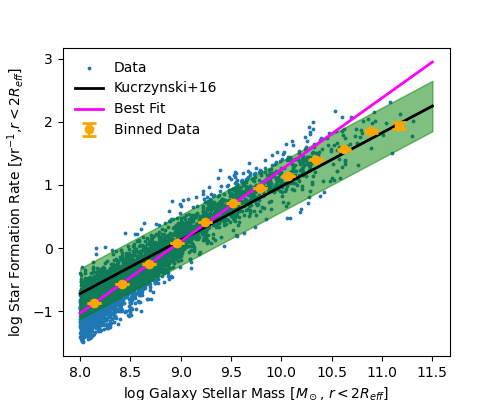 Data
Kucrzynski+16
Best Fit
Binned Data
3
2
1
0
−1
log Star Formation Rate [yr⁻¹,r < 2R_eff]
8.0 8.5 9.0 9.5 10.0 10.5 11.0 11.5
log Galaxy Stellar Mass [M_⊙, r < 2R_eff]